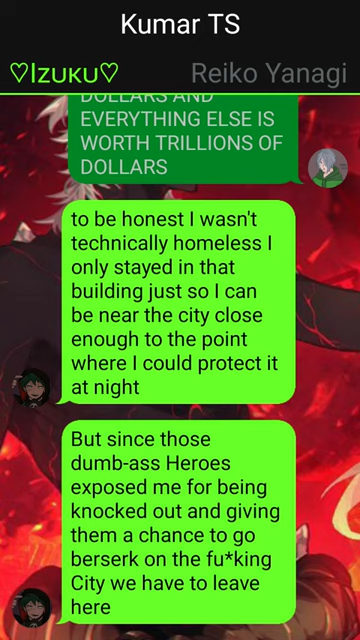 Kumar TS
♡Izuku♡ Reiko Yanagi
DOLLARS AND
EVERYTHING ELSE IS
WORTH TRILLIONS OF
DOLLARS
to be honest I wasn't
technically homeless I
only stayed in that
building just so I can
be near the city close
enough to the point
where I could protect it
at night
But since those
dumb-ass Heroes
exposed me for being
knocked out and giving
them a chance to go
berserk on the fu*king
City we have to leave
here